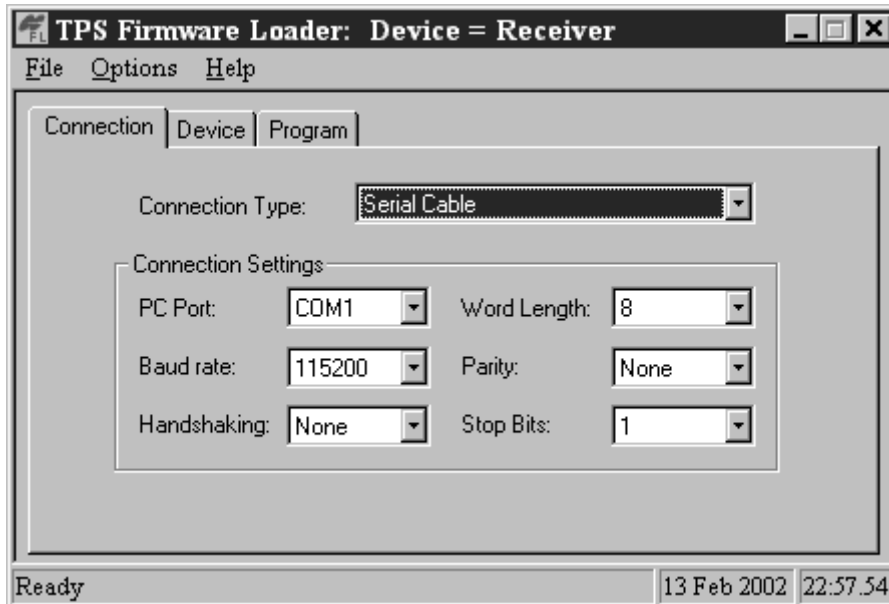 FL TPS Firmware Loader: Device = Receiver
File Options Help
Connection Device Program
Connection Type: Serial Cable
Connection Settings
PC Port: COM1 Word Length: 8
Baud rate: 115200 Parity: None
Handshaking: None Stop Bits: 1
Ready 13 Feb 2002 22:57.54